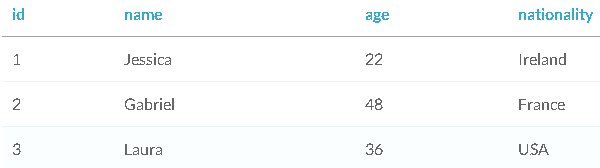 id name age nationality
1 Jessica 22 Ireland
2 Gabriel 48 France
3 Laura 36 USA